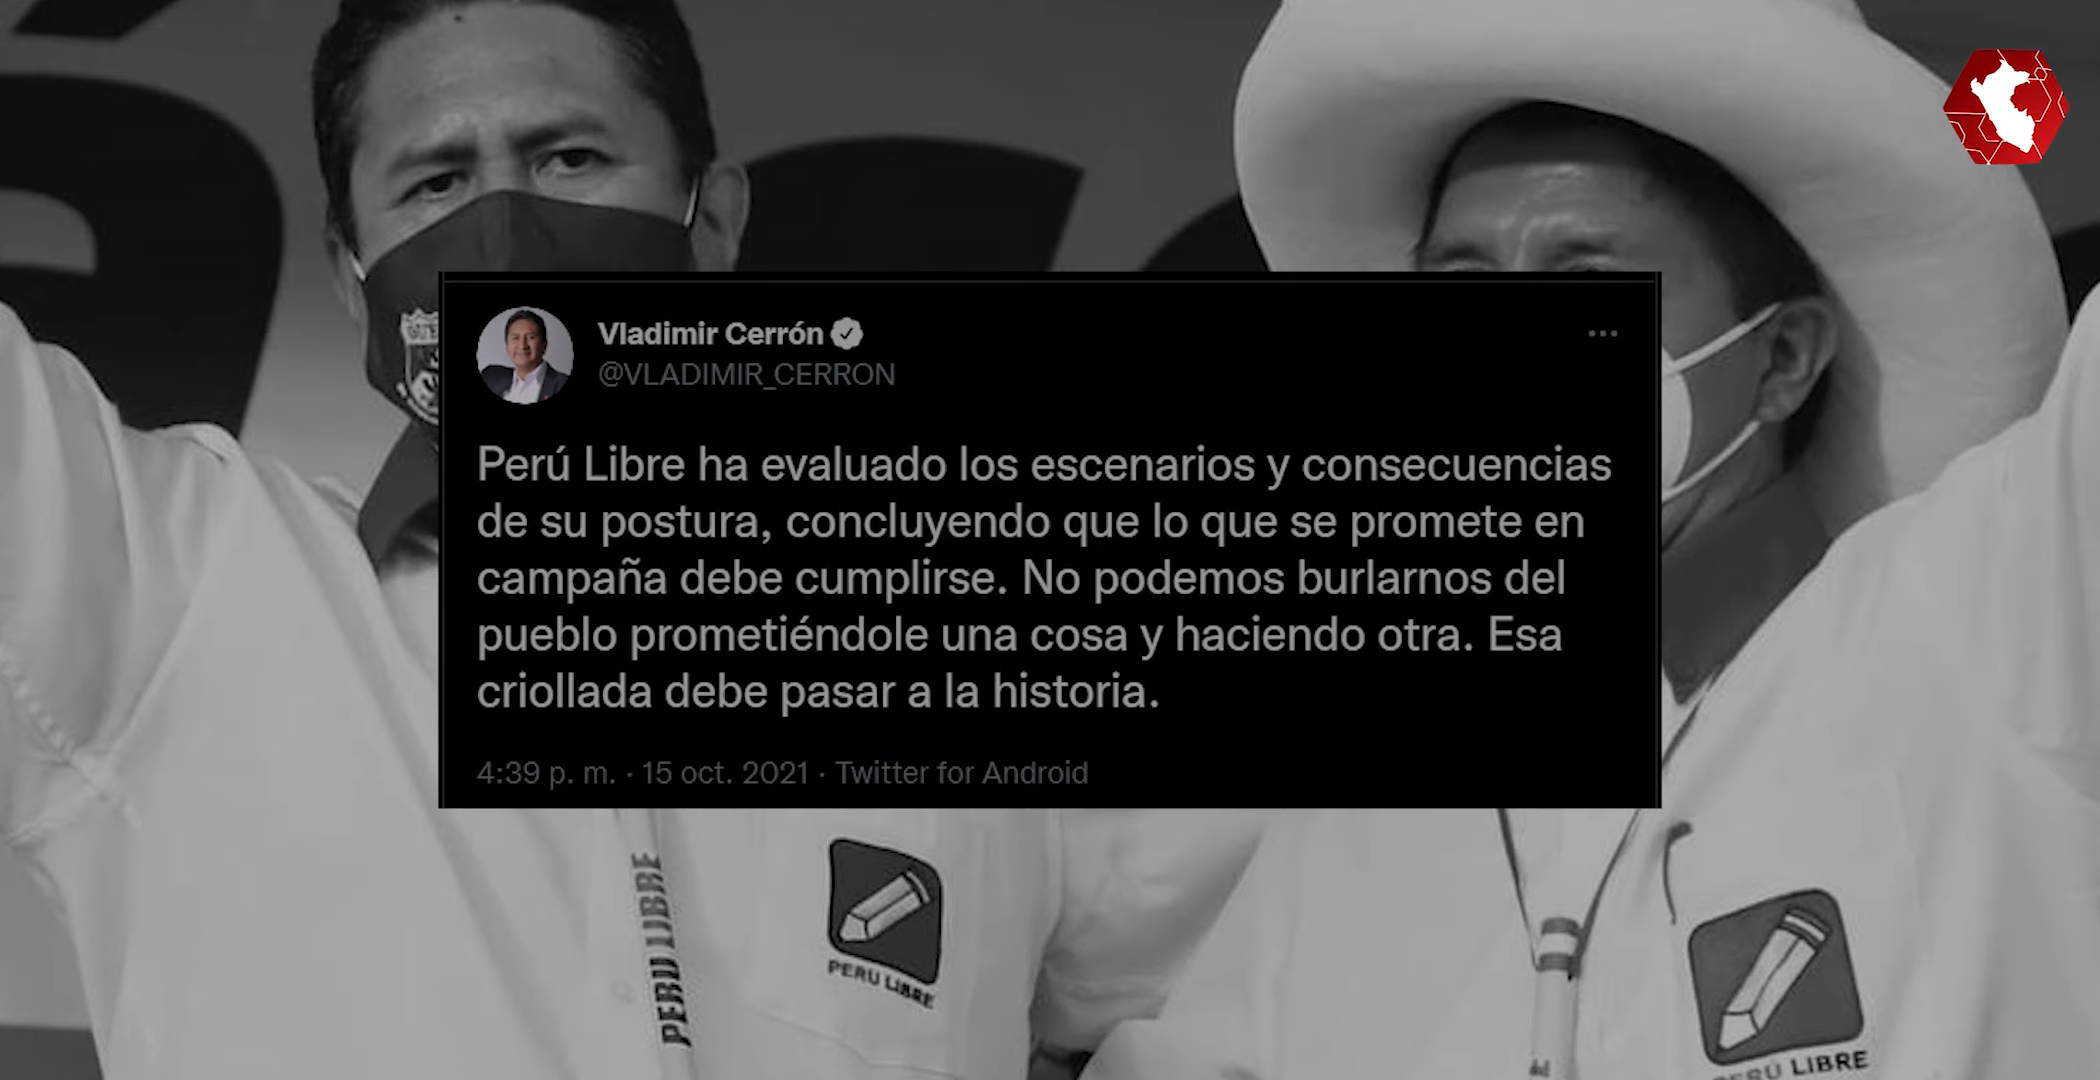 Vladimir Cerrón
@VLADIMIR_CERRON
Perú Libre ha evaluado los escenarios y consecuencias
de su postura, concluyendo que lo que se promete en
campaña debe cumplirse. No podemos burlarnos del
pueblo prometiéndole una cosa y haciendo otra. Esa
criollada debe pasar a la historia.
4:39 p. m. · 15 oct. 2021 · Twitter for Android
PERU LIBRE
PERÚ LIBRE
PERÚ LIBRE